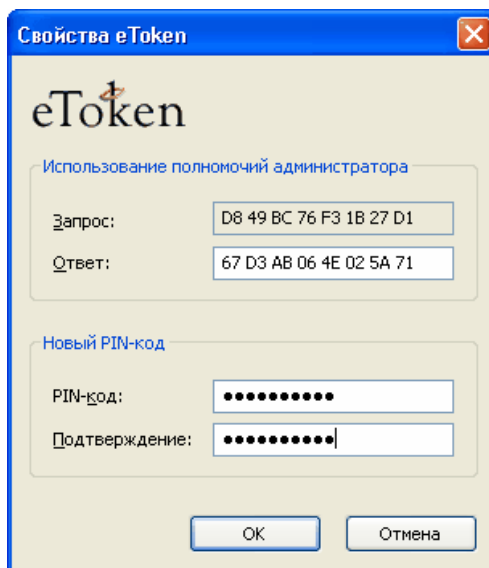 Свойства eToken
eToken
Использование полномочий администратора
Запрос: D8 49 BC 76 F3 1B 27 D1
Ответ: 67 D3 AB 06 4E 02 5A 71
Новый PIN-код
PIN-код: ●●●●●●●●●●
Подтверждение: ●●●●●●●●●●
ОК Отмена